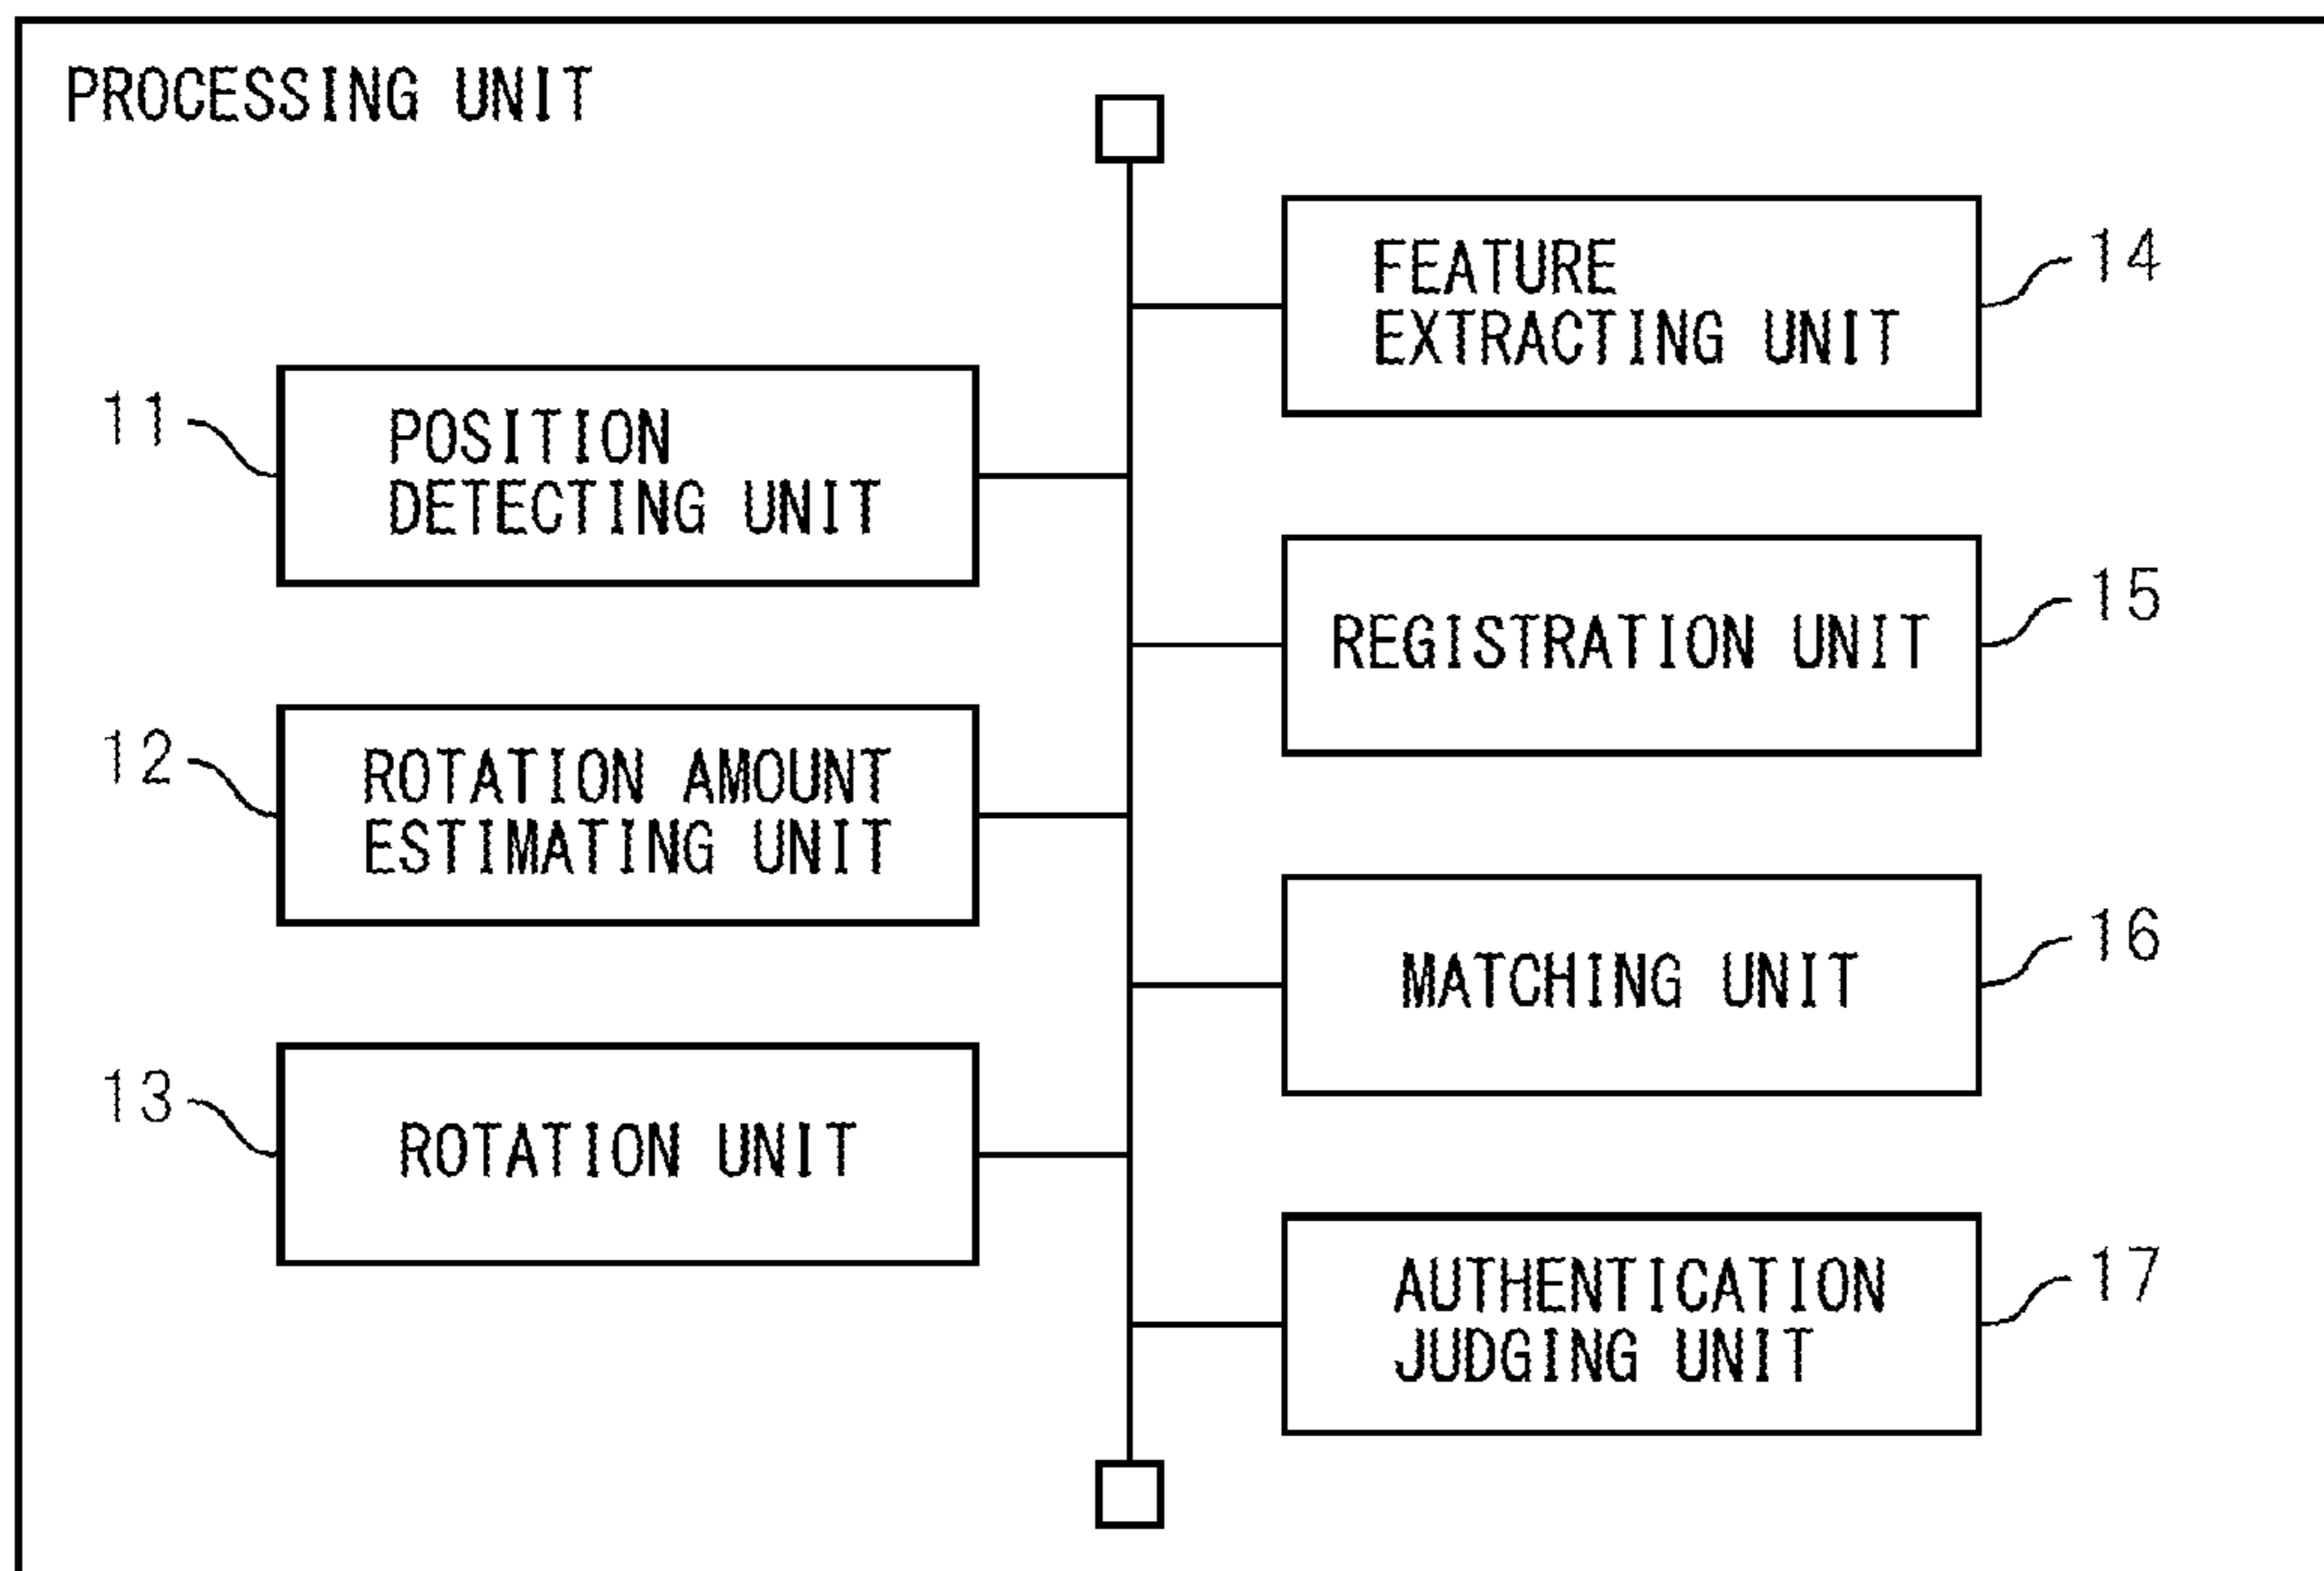 PROCESSING UNIT
11
POSITION
DETECTING UNIT
12
ROTATION AMOUNT
ESTIMATING UNIT
13
ROTATION UNIT
FEATURE
EXTRACTING UNIT
14
REGISTRATION UNIT
15
MATCHING UNIT
16
AUTHENTICATION
JUDGING UNIT
17